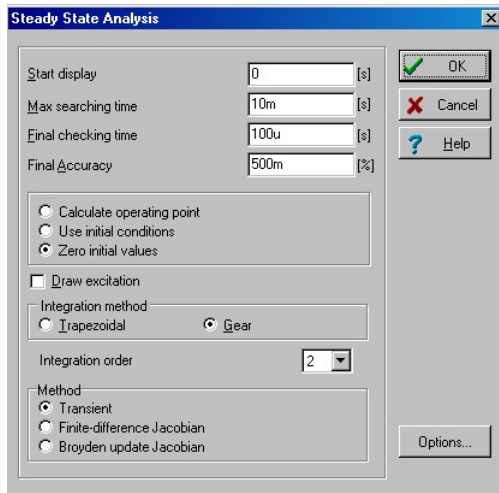 Steady State Analysis
Start display 0 [s]
Max searching time 10m [s]
Final checking time 100u [s]
Final Accuracy 500m [%]
Calculate operating point
Use initial conditions
Zero initial values
Draw excitation
Integration method
Trapezoidal Gear
Integration order 2
Method
Transient
Finite-difference Jacobian
Broyden update Jacobian
OK
Cancel
Help
Options...